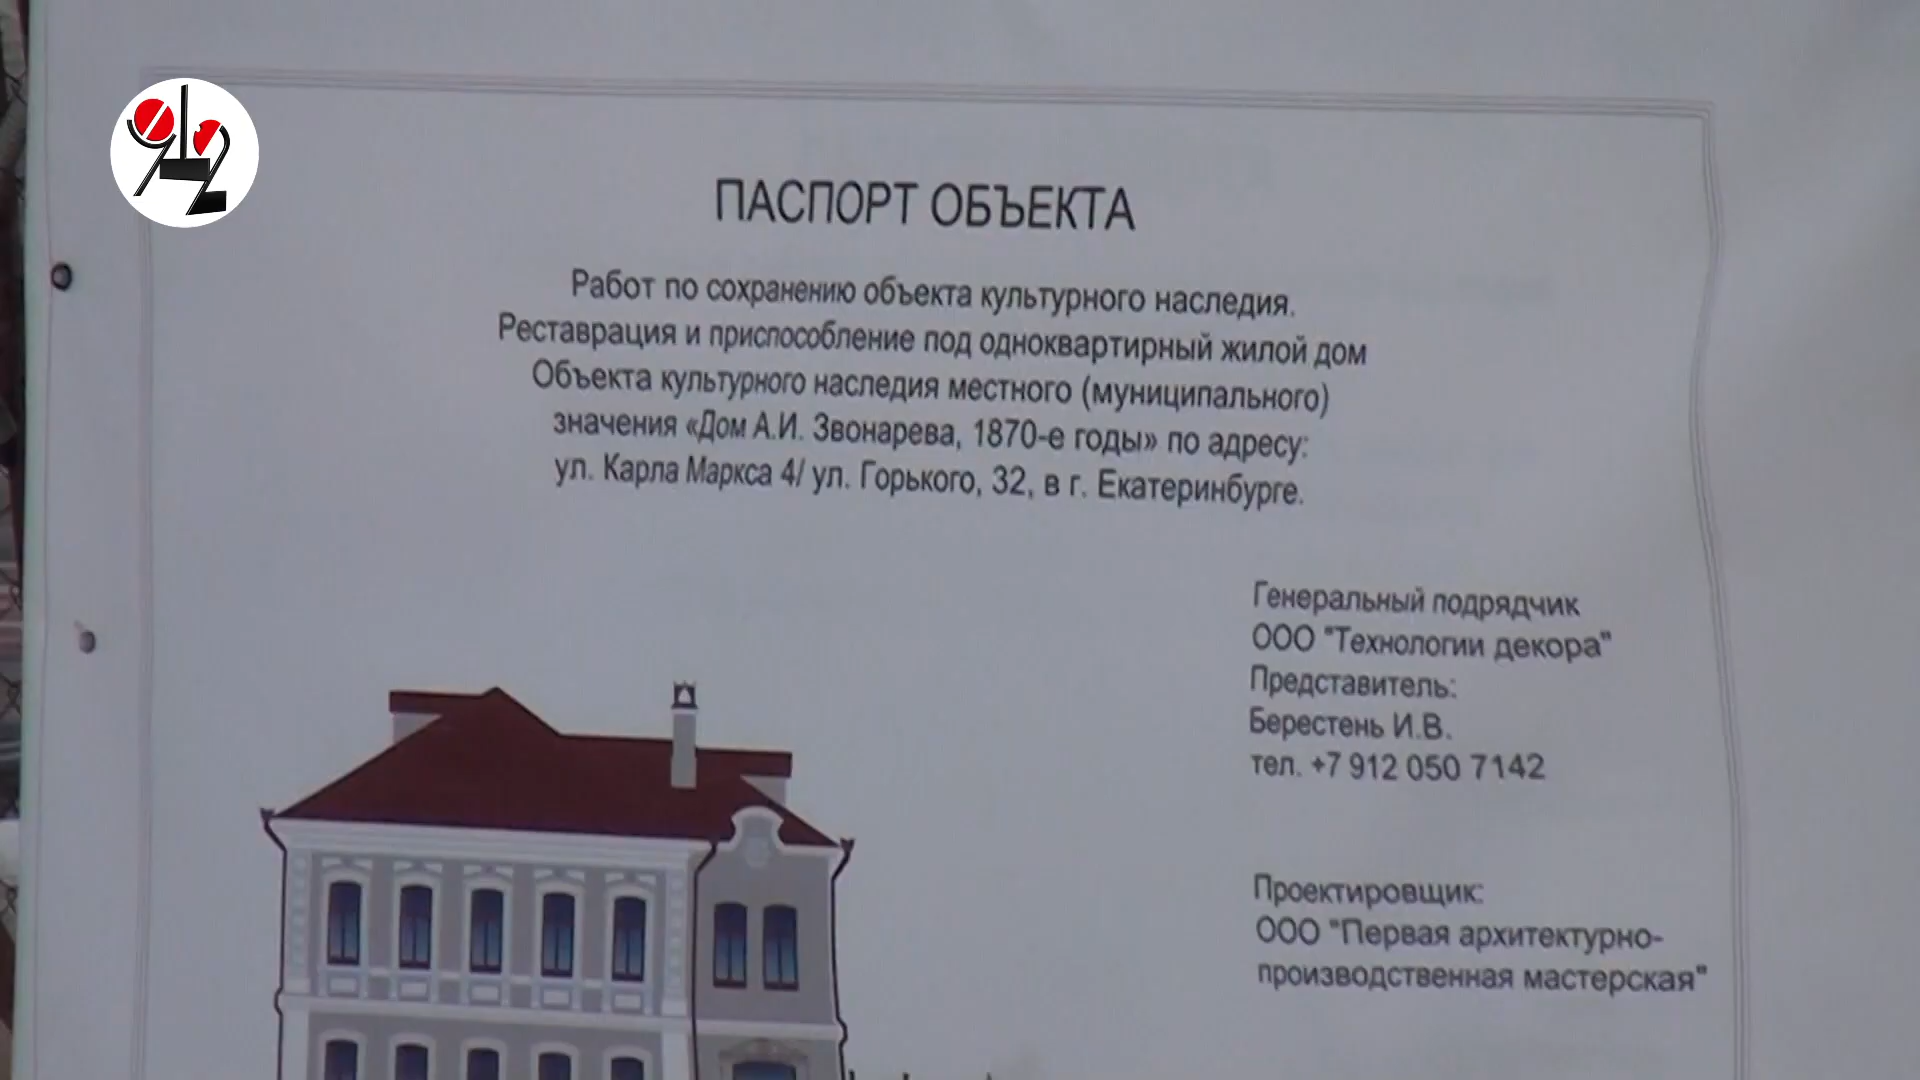 ПАСПОРТ ОБЪЕКТА
Работ по сохранению объекта культурного наследия.
Реставрация и приспособление под одноквартирный жилой дом
Объекта культурного наследия местного (муниципального)
значения «Дом А.И. Звонарева, 1870-е годы» по адресу:
ул. Карла Маркса 4/ ул. Горького, 32, в г. Екатеринбурге.
Генеральный подрядчик
ООО "Технологии декора"
Представитель:
Берестень И.В.
тел. +7 912 050 7142
Проектировщик:
ООО "Первая архитектурно-
производственная мастерская"